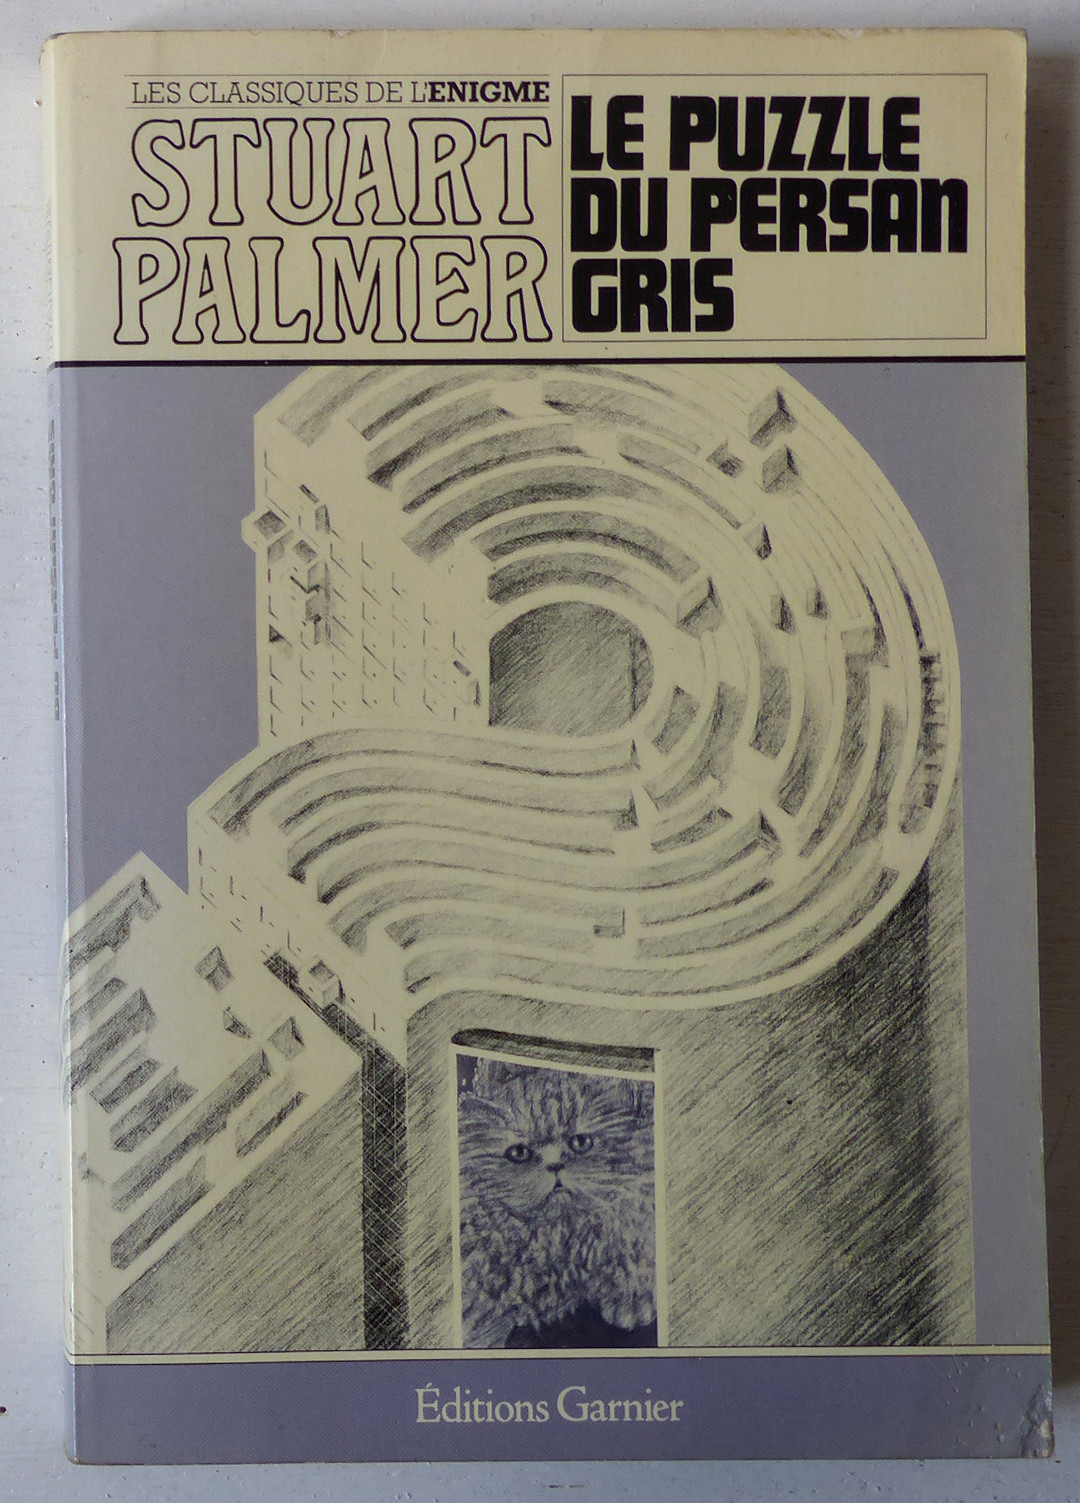 LES CLASSIQUES DE L'ENIGME
STUART
PALMER
LE PUZZLE
DU PERSAN
GRIS
Éditions Garnier